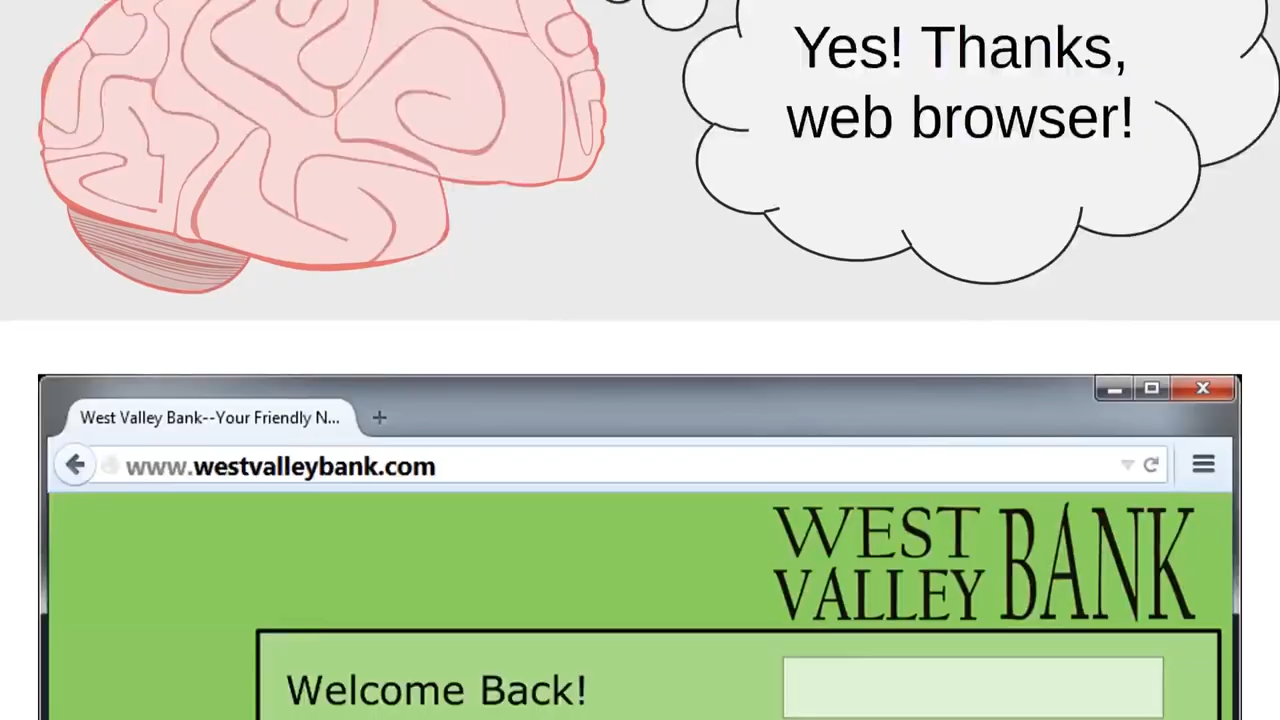 Yes! Thanks,
web browser!
West Valley Bank--Your Friendly N...
www.westvalleybank.com
WEST
VALLEY BANK
Welcome Back!